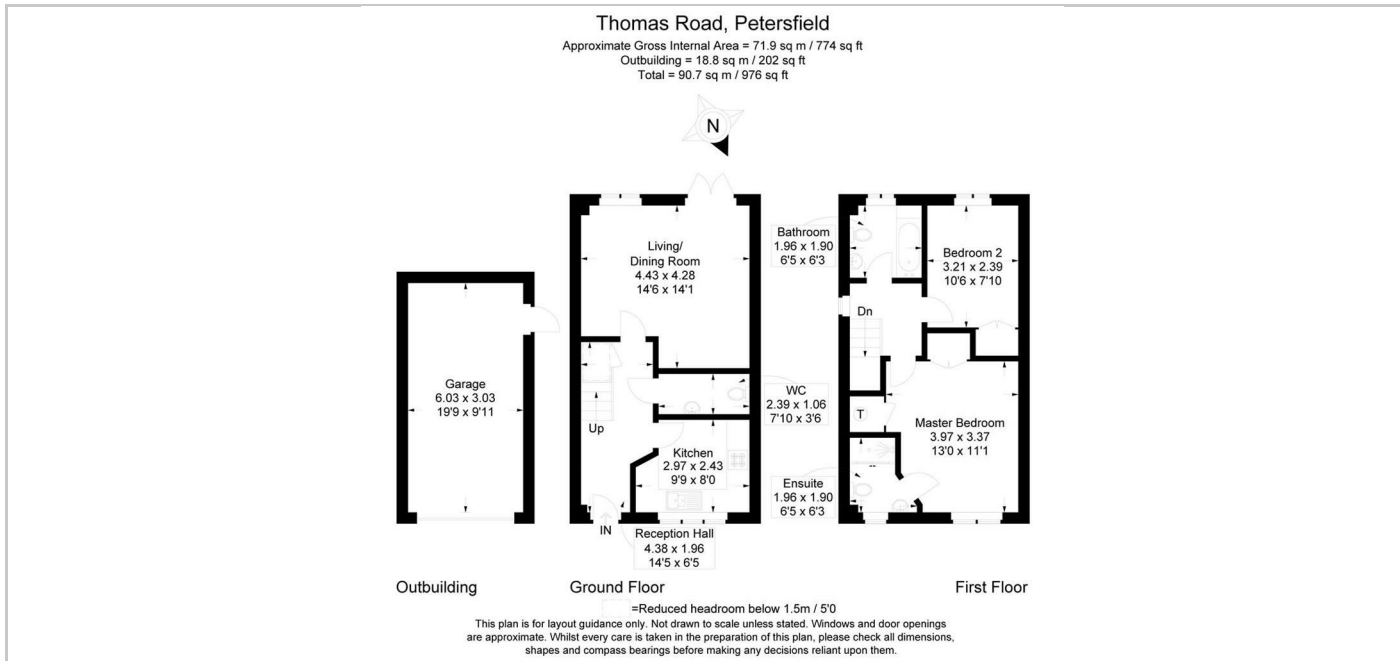 Thomas Road, Petersfield
Approximate Gross Internal Area = 71.9 sq m / 774 sq ft
Outbuilding = 18.8 sq m / 202 sq ft
Total = 90.7 sq m / 976 sq ft
N
Garage
6.03 x 3.03
19'9 x 9'11
Outbuilding
Living/
Dining Room
4.43 x 4.28
14'6 x 14'1
Up
WC
2.39 x 1.06
7'10 x 3'6
Kitchen
2.97 x 2.43
9'9 x 8'0
IN
Reception Hall
4.38 x 1.96
14'5 x 6'5
Ground Floor
Bathroom
1.96 x 1.90
6'5 x 6'3
Bedroom 2
3.21 x 2.39
10'6 x 7'10
Dn
T
Master Bedroom
3.97 x 3.37
13'0 x 11'1
Ensuite
1.96 x 1.90
6'5 x 6'3
First Floor
=Reduced headroom below 1.5m / 5'0
This plan is for layout guidance only. Not drawn to scale unless stated. Windows and door openings
are approximate. Whilst every care is taken in the preparation of this plan, please check all dimensions,
shapes and compass bearings before making any decisions reliant upon them.